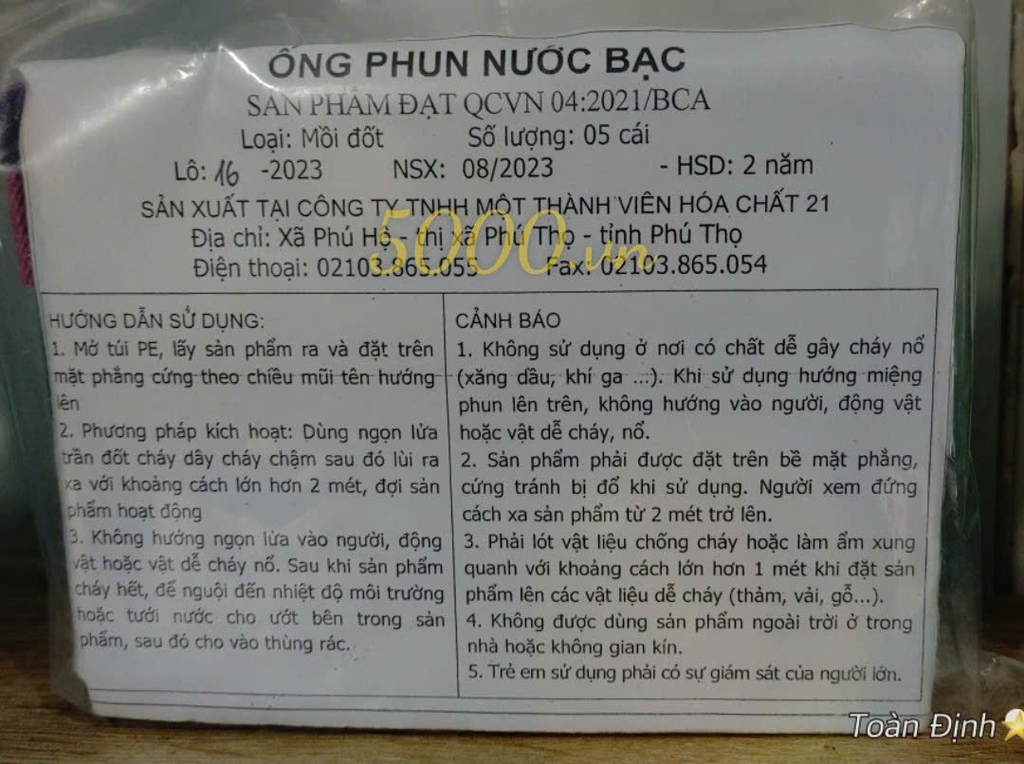 ỐNG PHUN NƯỚC BẠC
SẢN PHẨM ĐẠT QCVN 04:2021/BCA
Loại: Mồi đốt Số lượng: 05 cái
Lô: 16 -2023 NSX: 08/2023 - HSD: 2 năm
SẢN XUẤT TẠI CÔNG TY TNHH MỘT THÀNH VIÊN HÓA CHẤT 21
Địa chỉ: Xã Phú Hộ - thị xã Phú Thọ - tỉnh Phú Thọ
5000.vn
Điện thoại: 02103.865.055 Fax: 02103.865.054
HƯỚNG DẪN SỬ DỤNG:
1. Mở túi PE, lấy sản phẩm ra và đặt trên
mặt phẳng cứng theo chiều mũi tên hướng
lên
2. Phương pháp kích hoạt: Dùng ngọn lửa
trần đốt cháy dây cháy chậm sau đó lùi ra
xa với khoảng cách lớn hơn 2 mét, đợi sản
phẩm hoạt động
3. Không hướng ngọn lửa vào người, động
vật hoặc vật dễ cháy nổ. Sau khi sản phẩm
cháy hết, để nguội đến nhiệt độ môi trường
hoặc tưới nước cho ướt bên trong sản
phẩm, sau đó cho vào thùng rác.
CẢNH BÁO
1. Không sử dụng ở nơi có chất dễ gây cháy nổ
(xăng dầu, khí ga ...). Khi sử dụng hướng miệng
phun lên trên, không hướng vào người, động vật
hoặc vật dễ cháy, nổ.
2. Sản phẩm phải được đặt trên bề mặt phẳng,
cứng tránh bị đổ khi sử dụng. Người xem đứng
cách xa sản phẩm từ 2 mét trở lên.
3. Phải lót vật liệu chống cháy hoặc làm ẩm xung
quanh với khoảng cách lớn hơn 1 mét khi đặt sản
phẩm lên các vật liệu dễ cháy (thảm, vải, gỗ...).
4. Không được dùng sản phẩm ngoài trời ở trong
nhà hoặc không gian kín.
5. Trẻ em sử dụng phải có sự giám sát của người lớn.
Toàn Định